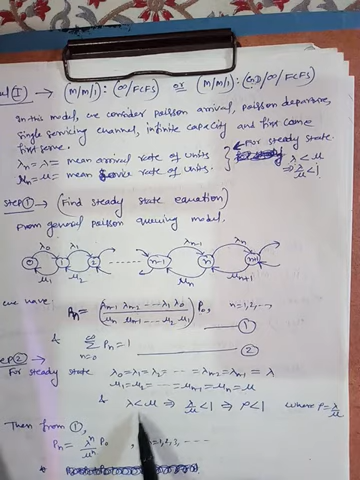 (M/M/1): (∞/FCFS) or (M/M/1): (GD/∞/FCFS)
In this model, we consider poisson arrival, poisson departure,
Single servicing channel, infinite capacity and first come
first serve.
For steady state
λn = λ = mean arrival rate of units
λ < μ
μn = μ = mean service rate of units.
⇒ λ/μ < 1
Step ① → (Find steady state equation)
From general poisson queuing model,
λ0 λ1 λn-1 λn
0 1 2 ...... n-1 n n+1
μ1 μ2 μn μn+1
we have
Pn = (λn-1 λn-2 ---- λ1 λ0 / μn μn-1 --- μ2 μ1) P0, n=1,2,--
①
& ∞ Σ n=0 Pn = 1 ②
Step ② →
For steady state λ0 = λ1 = λ2 = ---- = λn-2 = λn-1 = λ
μ1 = μ2 = --- = μn-1 = μn = μ
& λ < μ ⇒ λ/μ < 1 ⇒ ρ < 1 where ρ = λ/μ
Then from ①,
Pn = λⁿ/μⁿ P0 n=1,2,3, ----